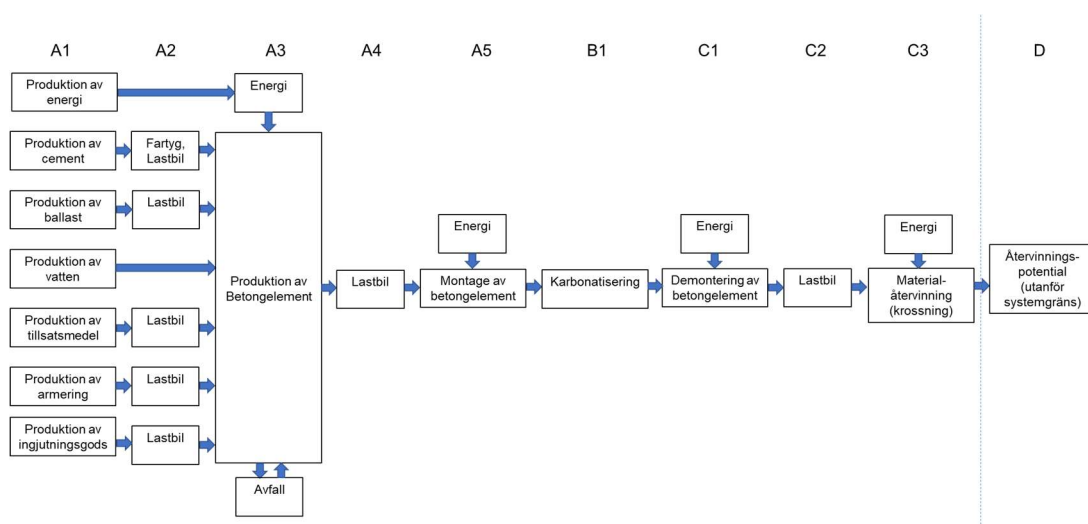 A1 A2 A3 A4 A5 B1 C1 C2 C3 D
Produktion av
energi
Energi
Produktion av
cement
Fartyg,
Lastbil
Produktion av
ballast
Lastbil
Produktion av
vatten
Produktion av
tillsatsmedel
Lastbil
Produktion av
armering
Lastbil
Produktion av
ingjutningsgods
Lastbil
Produktion av
Betongelement
Avfall
Lastbil
Energi
Montage av
betongelement
Karbonatisering
Energi
Demontering av
betongelement
Lastbil
Energi
Material-
återvinning
(krossning)
Återvinnings-
potential
(utanför
systemgräns)